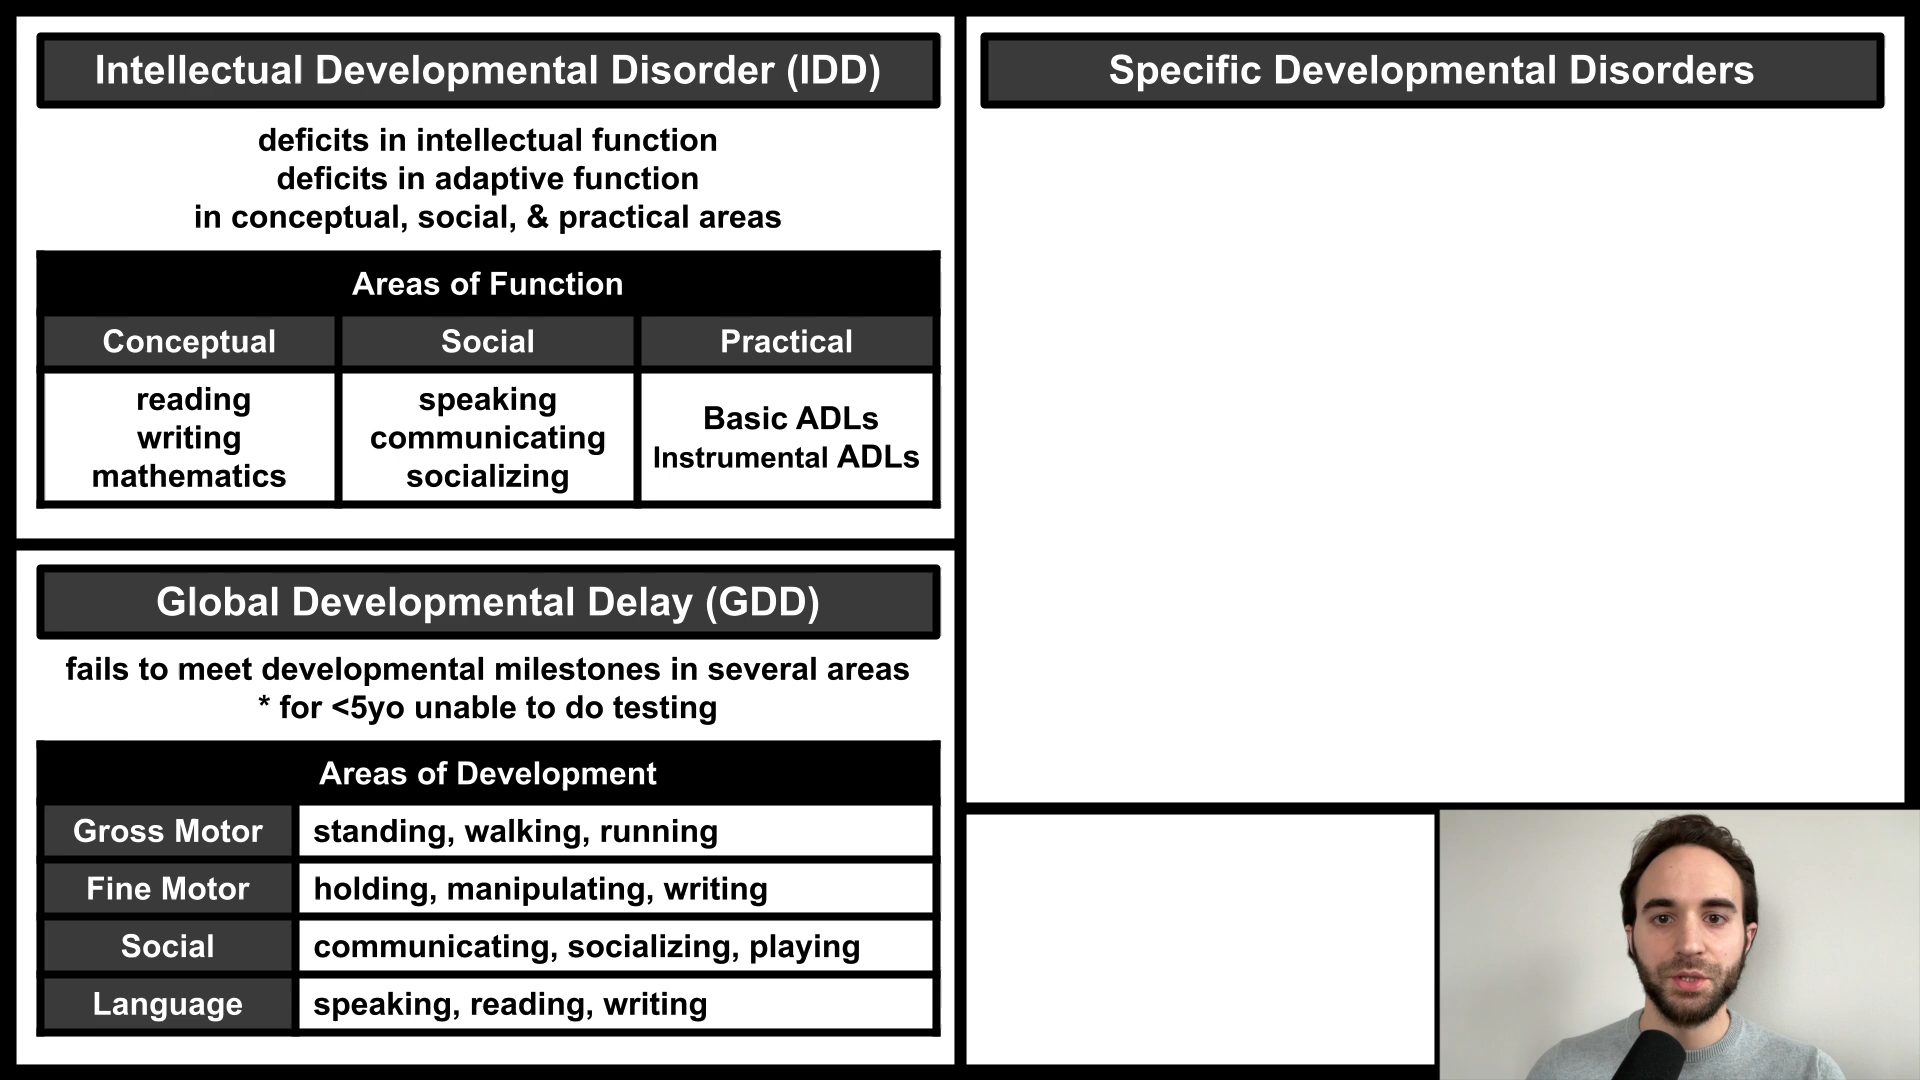 Intellectual Developmental Disorder (IDD)
deficits in intellectual function
deficits in adaptive function
in conceptual, social, & practical areas
Areas of Function
Conceptual
Social
Practical
reading
writing
mathematics
speaking
communicating
socializing
Basic ADLs
Instrumental ADLs
Global Developmental Delay (GDD)
fails to meet developmental milestones in several areas
* for <5yo unable to do testing
Areas of Development
Gross Motor
standing, walking, running
Fine Motor
holding, manipulating, writing
Social
communicating, socializing, playing
Language
speaking, reading, writing
Specific Developmental Disorders